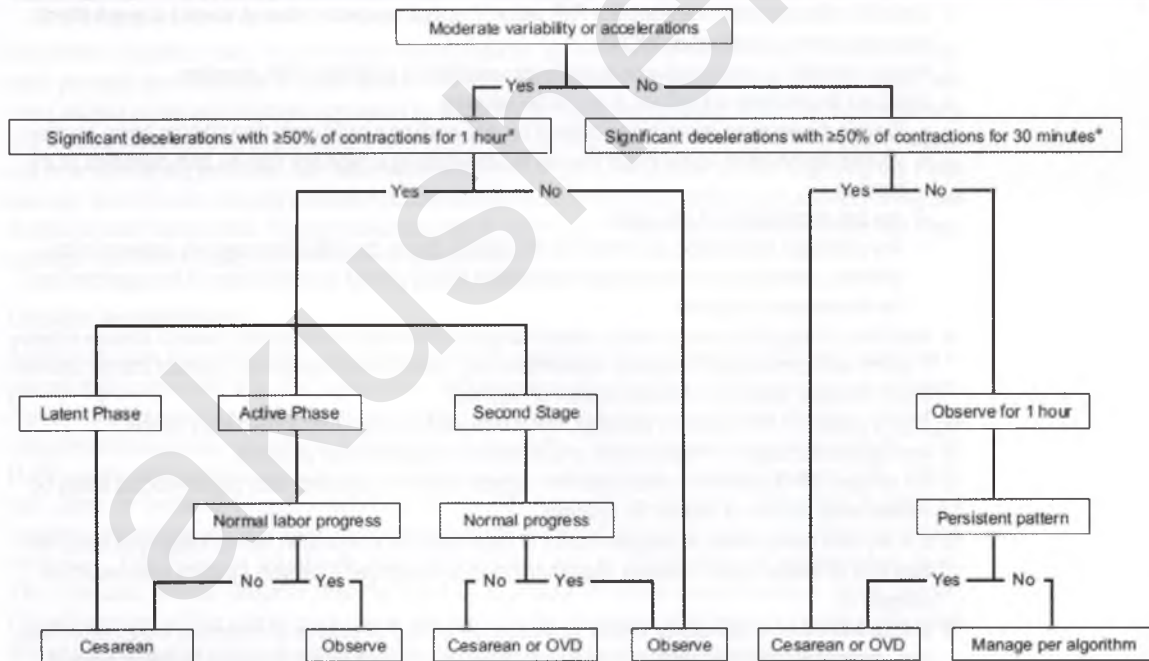 Moderate variability or accelerations
Yes No
Significant decelerations with ≥50% of contractions for 1 hourª
Significant decelerations with ≥50% of contractions for 30 minutesª
Yes No
Yes No
Latent Phase
Active Phase
Second Stage
Observe for 1 hour
Normal labor progress
Normal progress
Persistent pattern
No Yes
No Yes
Yes No
Cesarean
Observe
Cesarean or OVD
Observe
Cesarean or OVD
Manage per algorithm